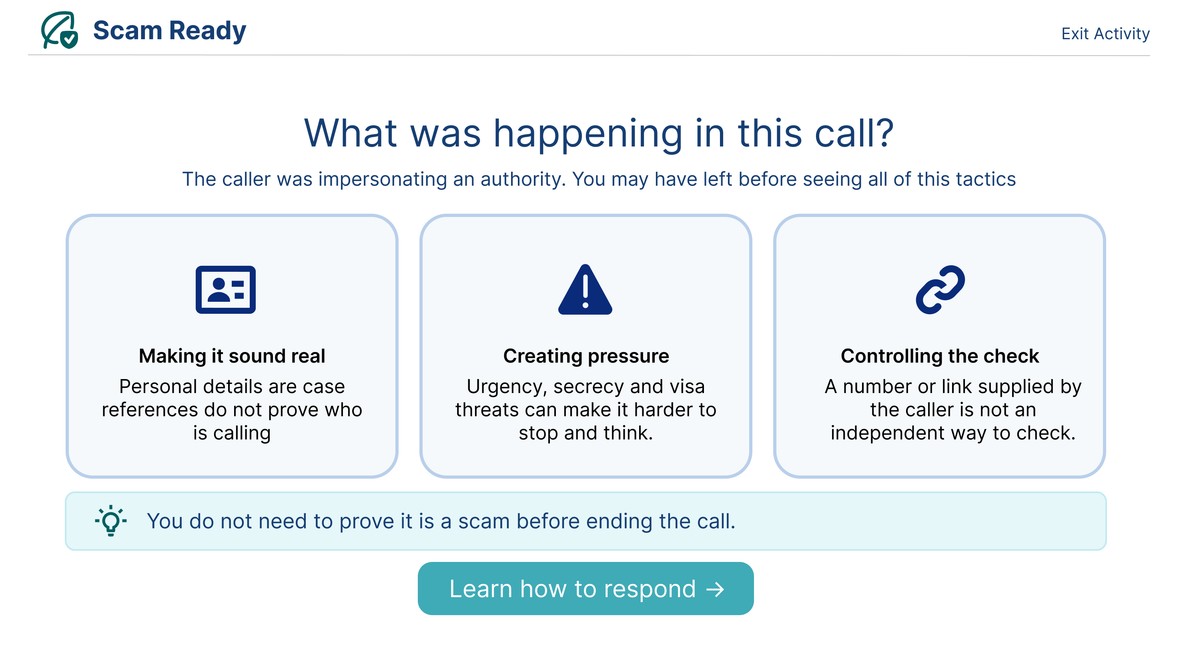 Scam Ready
Exit Activity
What was happening in this call?
The caller was impersonating an authority. You may have left before seeing all of this tactics
Making it sound real
Personal details are case
references do not prove who
is calling
Creating pressure
Urgency, secrecy and visa
threats can make it harder to
stop and think.
Controlling the check
A number or link supplied by
the caller is not an
independent way to check.
You do not need to prove it is a scam before ending the call.
Learn how to respond →